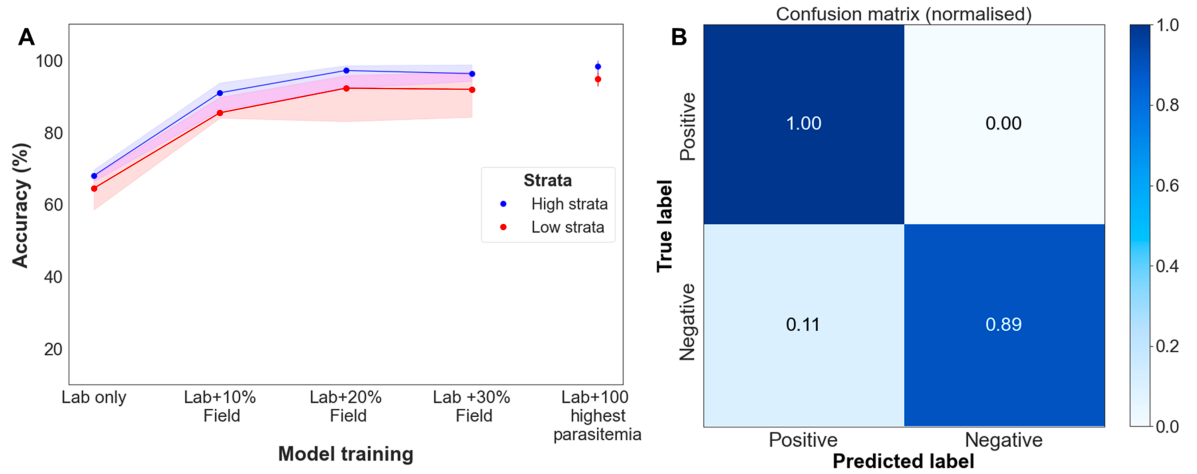 A
Accuracy (%)
100
80
60
40
20
Strata
High strata
Low strata
Lab only
Lab+10%
Field
Lab+20%
Field
Lab +30%
Field
Lab+100
highest
parasitemia
Model training
B
Confusion matrix (normalised)
True label
Positive
Negative
1.00
0.00
0.11
0.89
Positive
Negative
Predicted label
1.0
0.8
0.6
0.4
0.2
0.0